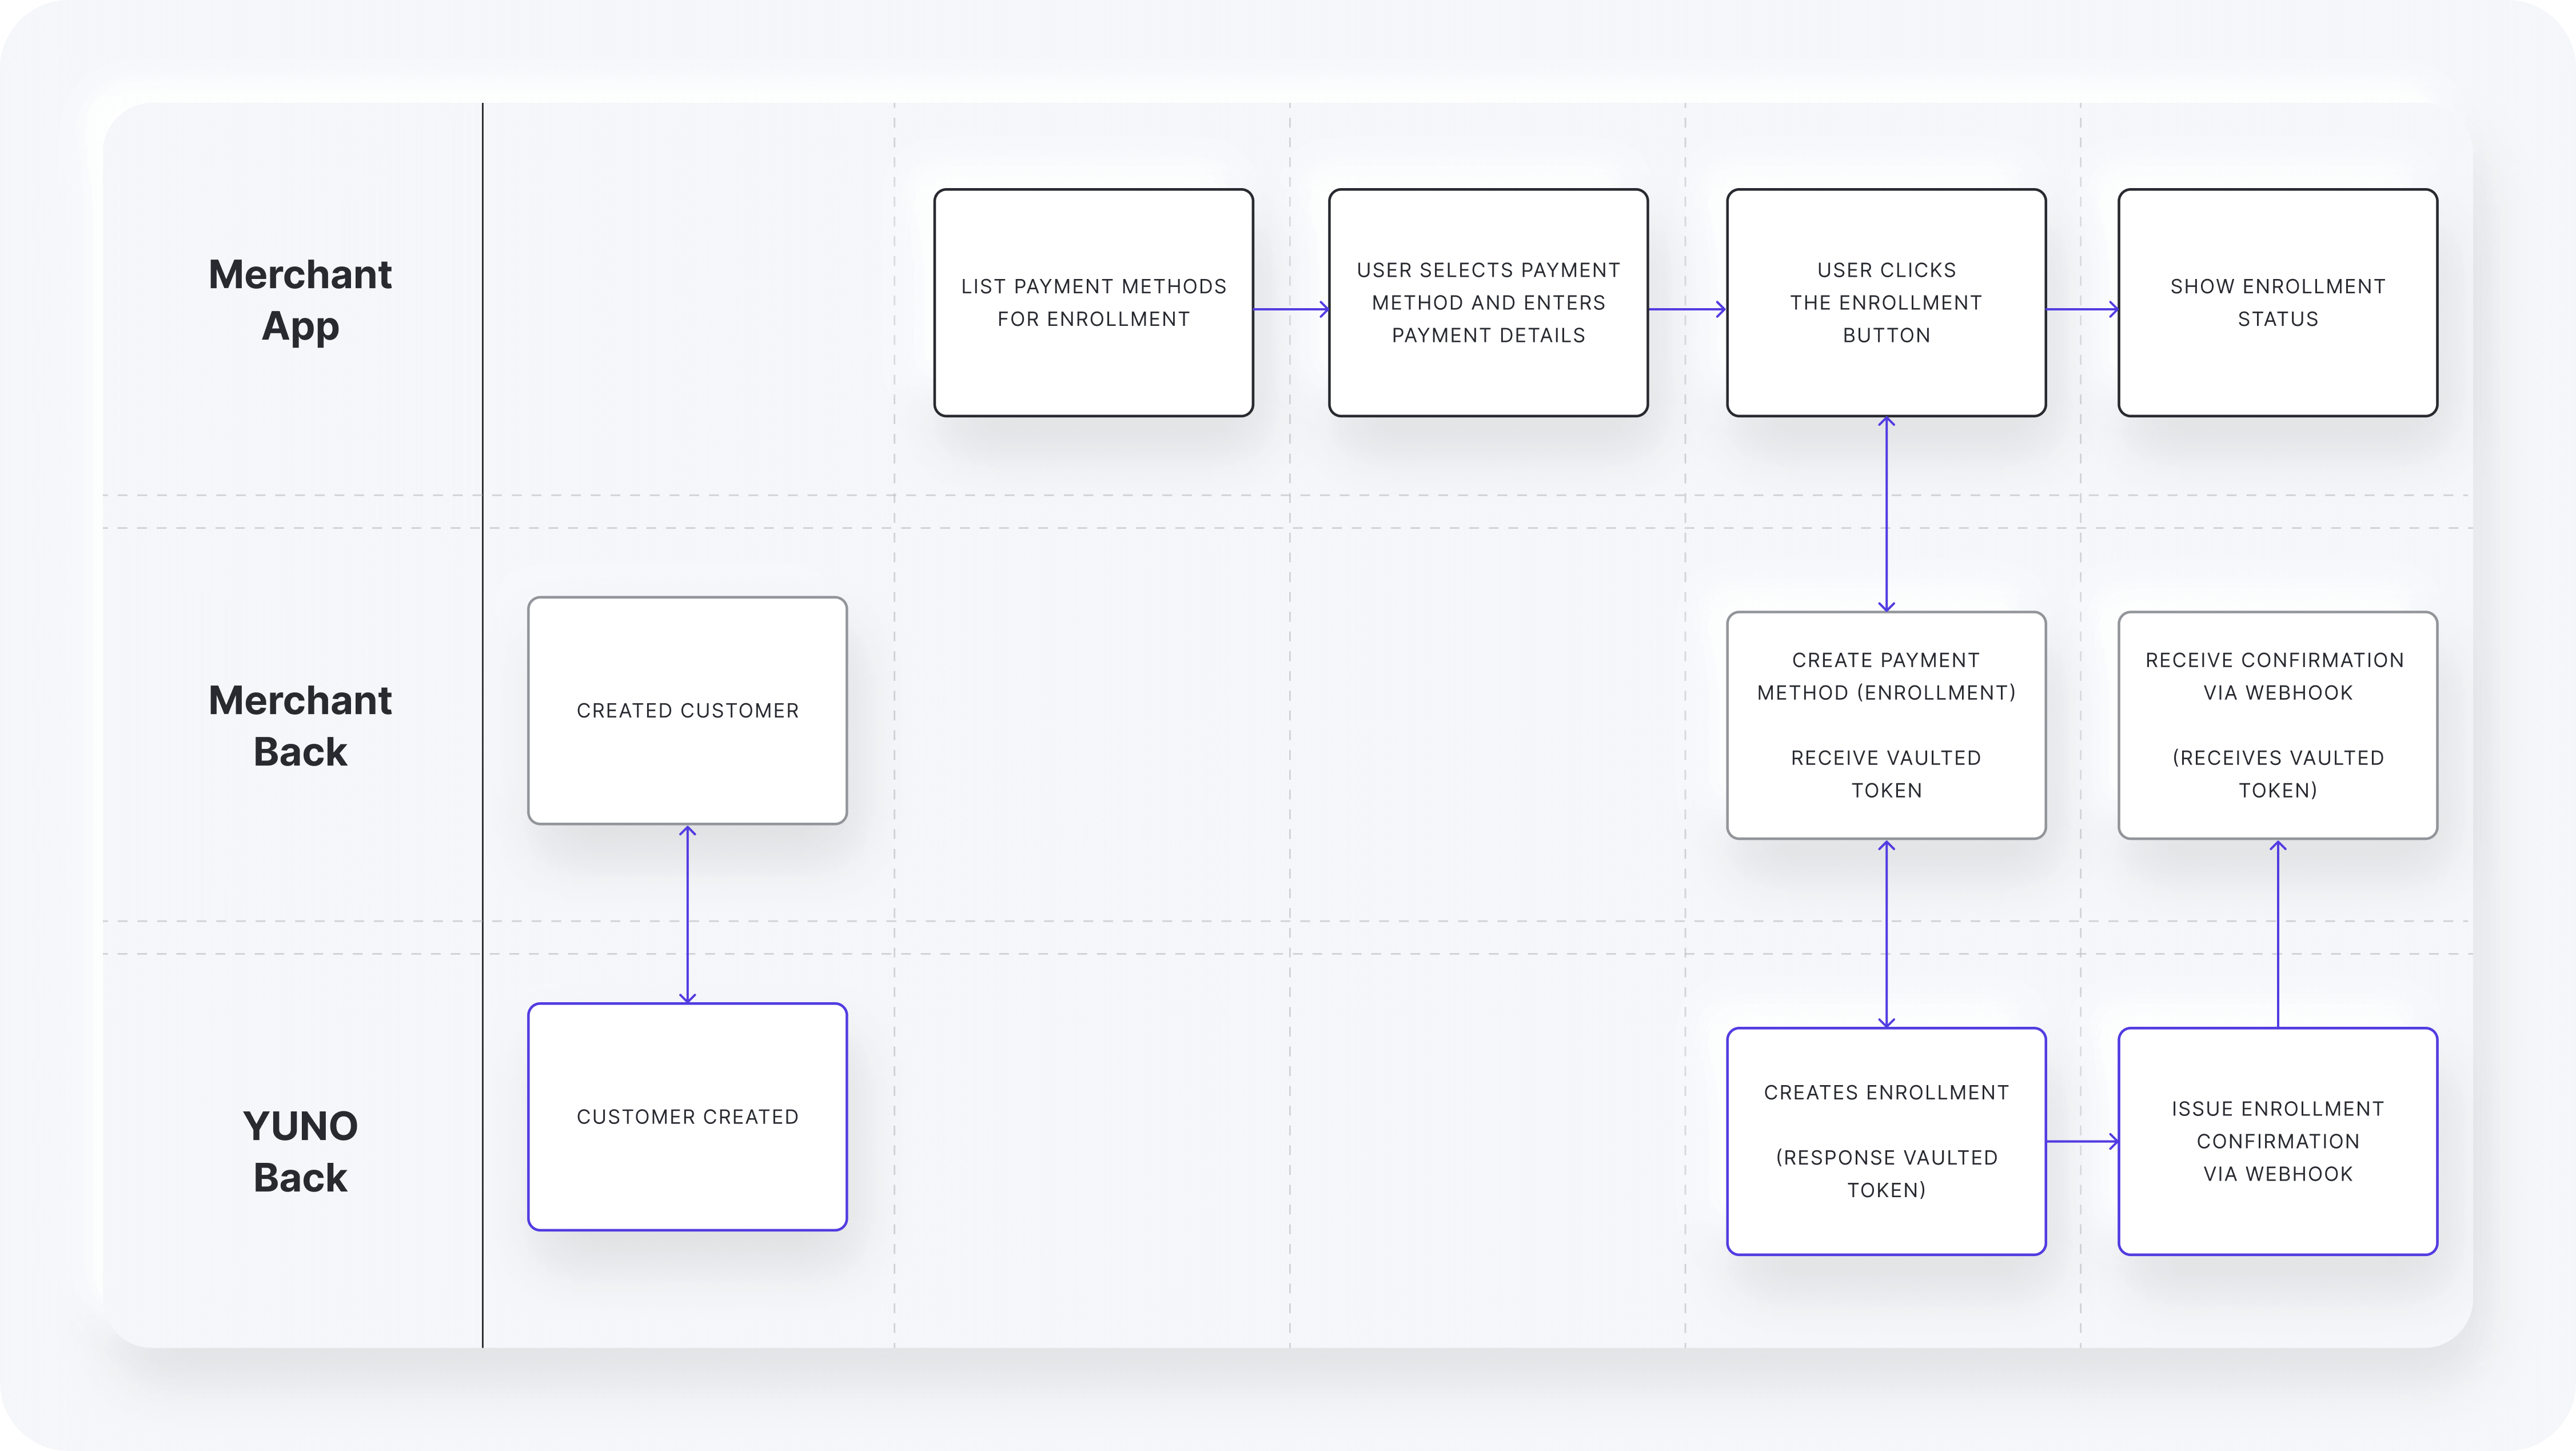 Merchant
App
LIST PAYMENT METHODS
FOR ENROLLMENT
USER SELECTS PAYMENT
METHOD AND ENTERS
PAYMENT DETAILS
USER CLICKS
THE ENROLLMENT
BUTTON
SHOW ENROLLMENT
STATUS
Merchant
Back
CREATED CUSTOMER
CREATE PAYMENT
METHOD (ENROLLMENT)
RECEIVE VAULTED
TOKEN
RECEIVE CONFIRMATION
VIA WEBHOOK
(RECEIVES VAULTED
TOKEN)
YUNO
Back
CUSTOMER CREATED
CREATES ENROLLMENT
(RESPONSE VAULTED
TOKEN)
ISSUE ENROLLMENT
CONFIRMATION
VIA WEBHOOK